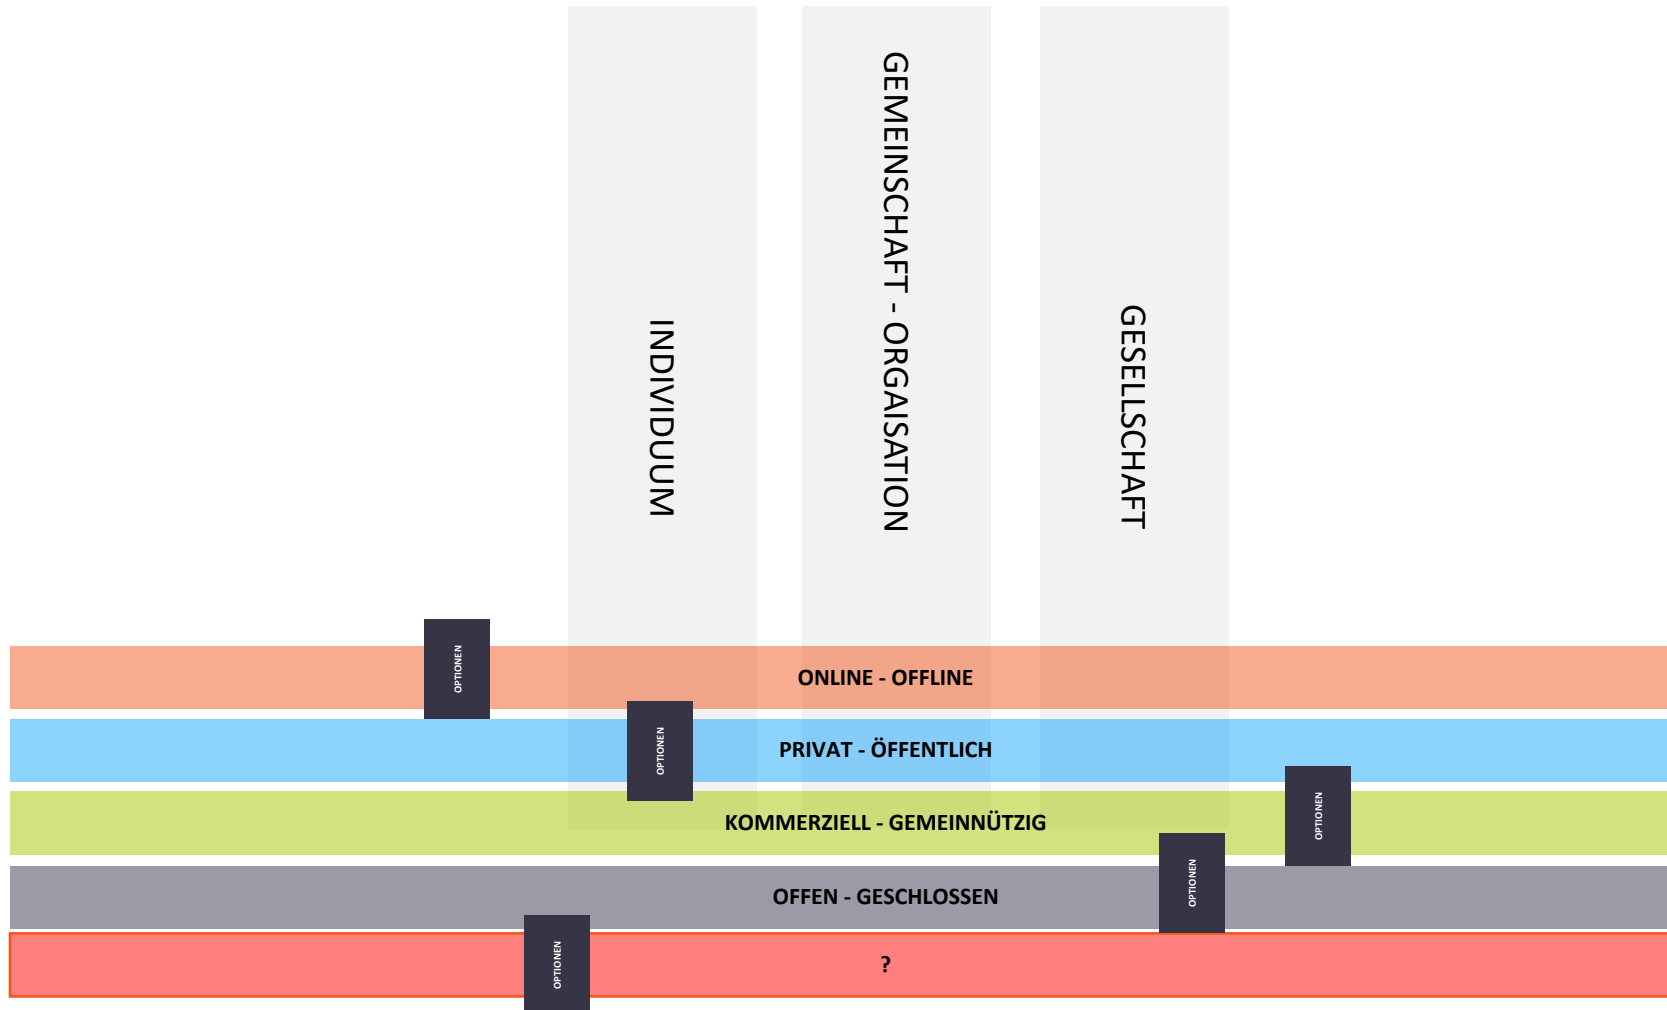 INDIVIDUUM
GEMEINSCHAFT - ORGAISATION
GESELLSCHAFT
OPTIONEN
ONLINE - OFFLINE
OPTIONEN
PRIVAT - ÖFFENTLICH
OPTIONEN
KOMMERZIELL - GEMEINNÜTZIG
OPTIONEN
OFFEN - GESCHLOSSEN
OPTIONEN
?